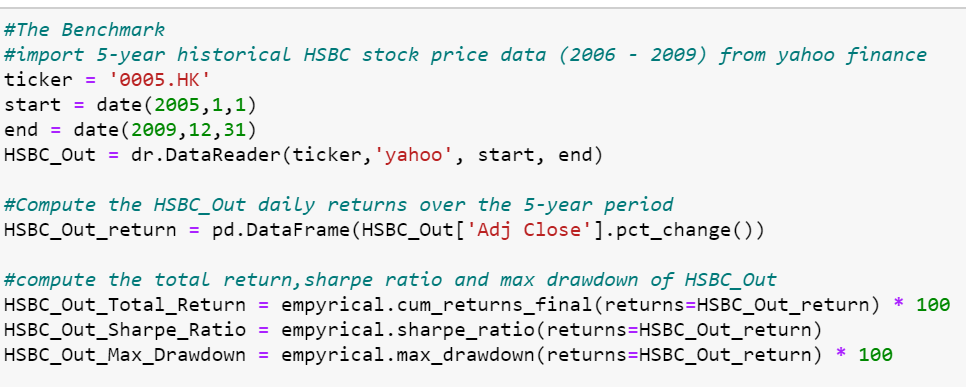 #The Benchmark
#import 5-year historical HSBC stock price data (2006 - 2009) from yahoo finance
ticker = '0005.HK'
start = date(2005,1,1)
end = date(2009,12,31)
HSBC_Out = dr.DataReader(ticker,'yahoo', start, end)
#Compute the HSBC_Out daily returns over the 5-year period
HSBC_Out_return = pd.DataFrame(HSBC_Out['Adj Close'].pct_change())
#compute the total return,sharpe ratio and max drawdown of HSBC_Out
HSBC_Out_Total_Return = empyrical.cum_returns_final(returns=HSBC_Out_return) * 100
HSBC_Out_Sharpe_Ratio = empyrical.sharpe_ratio(returns=HSBC_Out_return)
HSBC_Out_Max_Drawdown = empyrical.max_drawdown(returns=HSBC_Out_return) * 100